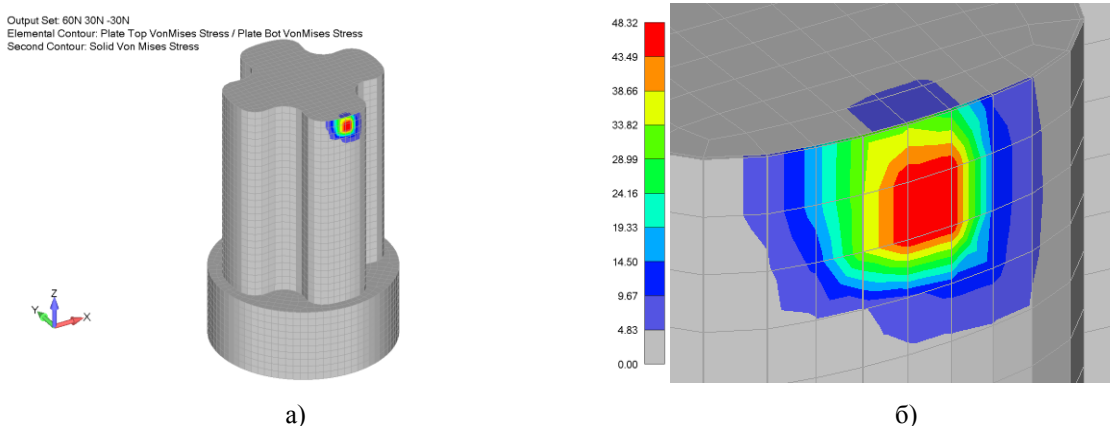 Output Set: 60N 30N -30N
Elemental Contour: Plate Top VonMises Stress / Plate Bot VonMises Stress
Second Contour: Solid Von Mises Stress
Z
Y
X
а)
48.32
43.49
38.66
33.82
28.99
24.16
19.33
14.50
9.67
4.83
0.00
б)